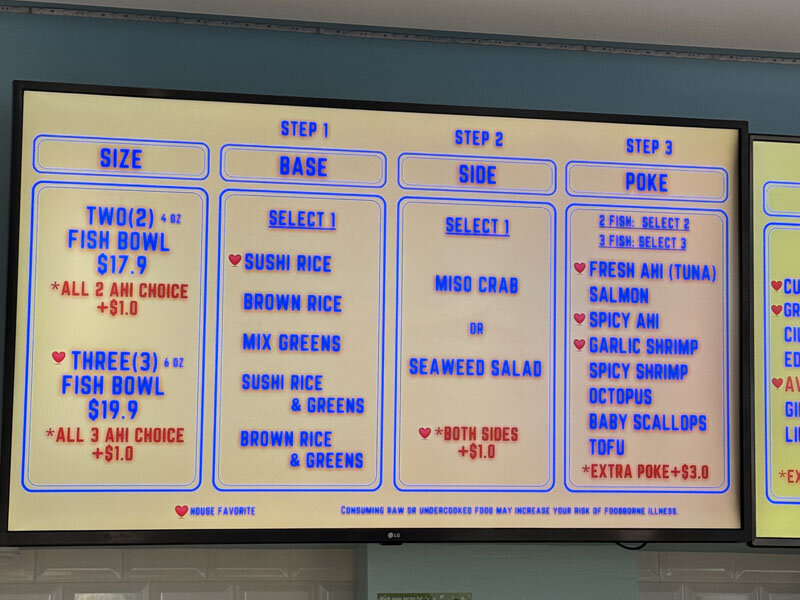 SIZE
TWO(2) 4 OZ
FISH BOWL
$17.9
*ALL 2 AHI CHOICE
+$1.0
THREE(3) 6 OZ
FISH BOWL
$19.9
*ALL 3 AHI CHOICE
+$1.0
STEP 1
BASE
SELECT 1
SUSHI RICE
BROWN RICE
MIX GREENS
SUSHI RICE
& GREENS
BROWN RICE
& GREENS
STEP 2
SIDE
SELECT 1
MISO CRAB
OR
SEAWEED SALAD
*BOTH SIDES
+$1.0
STEP 3
POKE
2 FISH: SELECT 2
3 FISH: SELECT 3
FRESH AHI (TUNA)
SALMON
SPICY AHI
GARLIC SHRIMP
SPICY SHRIMP
OCTOPUS
BABY SCALLOPS
TOFU
*EXTRA POKE+$3.0
HOUSE FAVORITE
CONSUMING RAW OR UNDERCOOKED FOOD MAY INCREASE YOUR RISK OF FOODBORNE ILLNESS.
LG